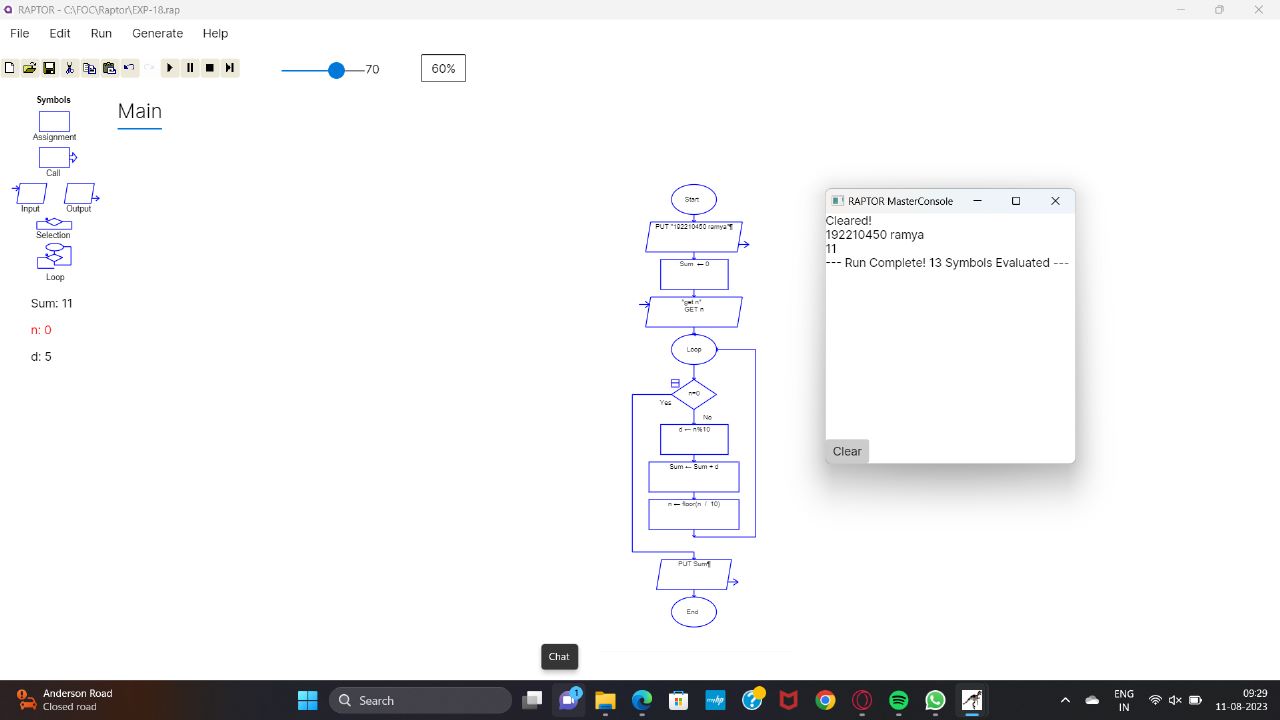 RAPTOR - C:\FOC\Raptor\EXP-18.rap
File Edit Run Generate Help
70
60%
Symbols
Assignment
Call
Input Output
Selection
Loop
Sum: 11
n: 0
d: 5
Main
Start
PUT "192210450 ramya"¶
Sum ← 0
"get n"
GET n
Loop
n=0
Yes
No
d ← n%10
Sum ← Sum + d
n ← floor(n / 10)
PUT Sum¶
End
RAPTOR MasterConsole
Cleared!
192210450 ramya
11
--- Run Complete! 13 Symbols Evaluated ---
Clear
Chat
Anderson Road
Closed road
Search
1
myhp
ENG
IN
09:29
11-08-2023